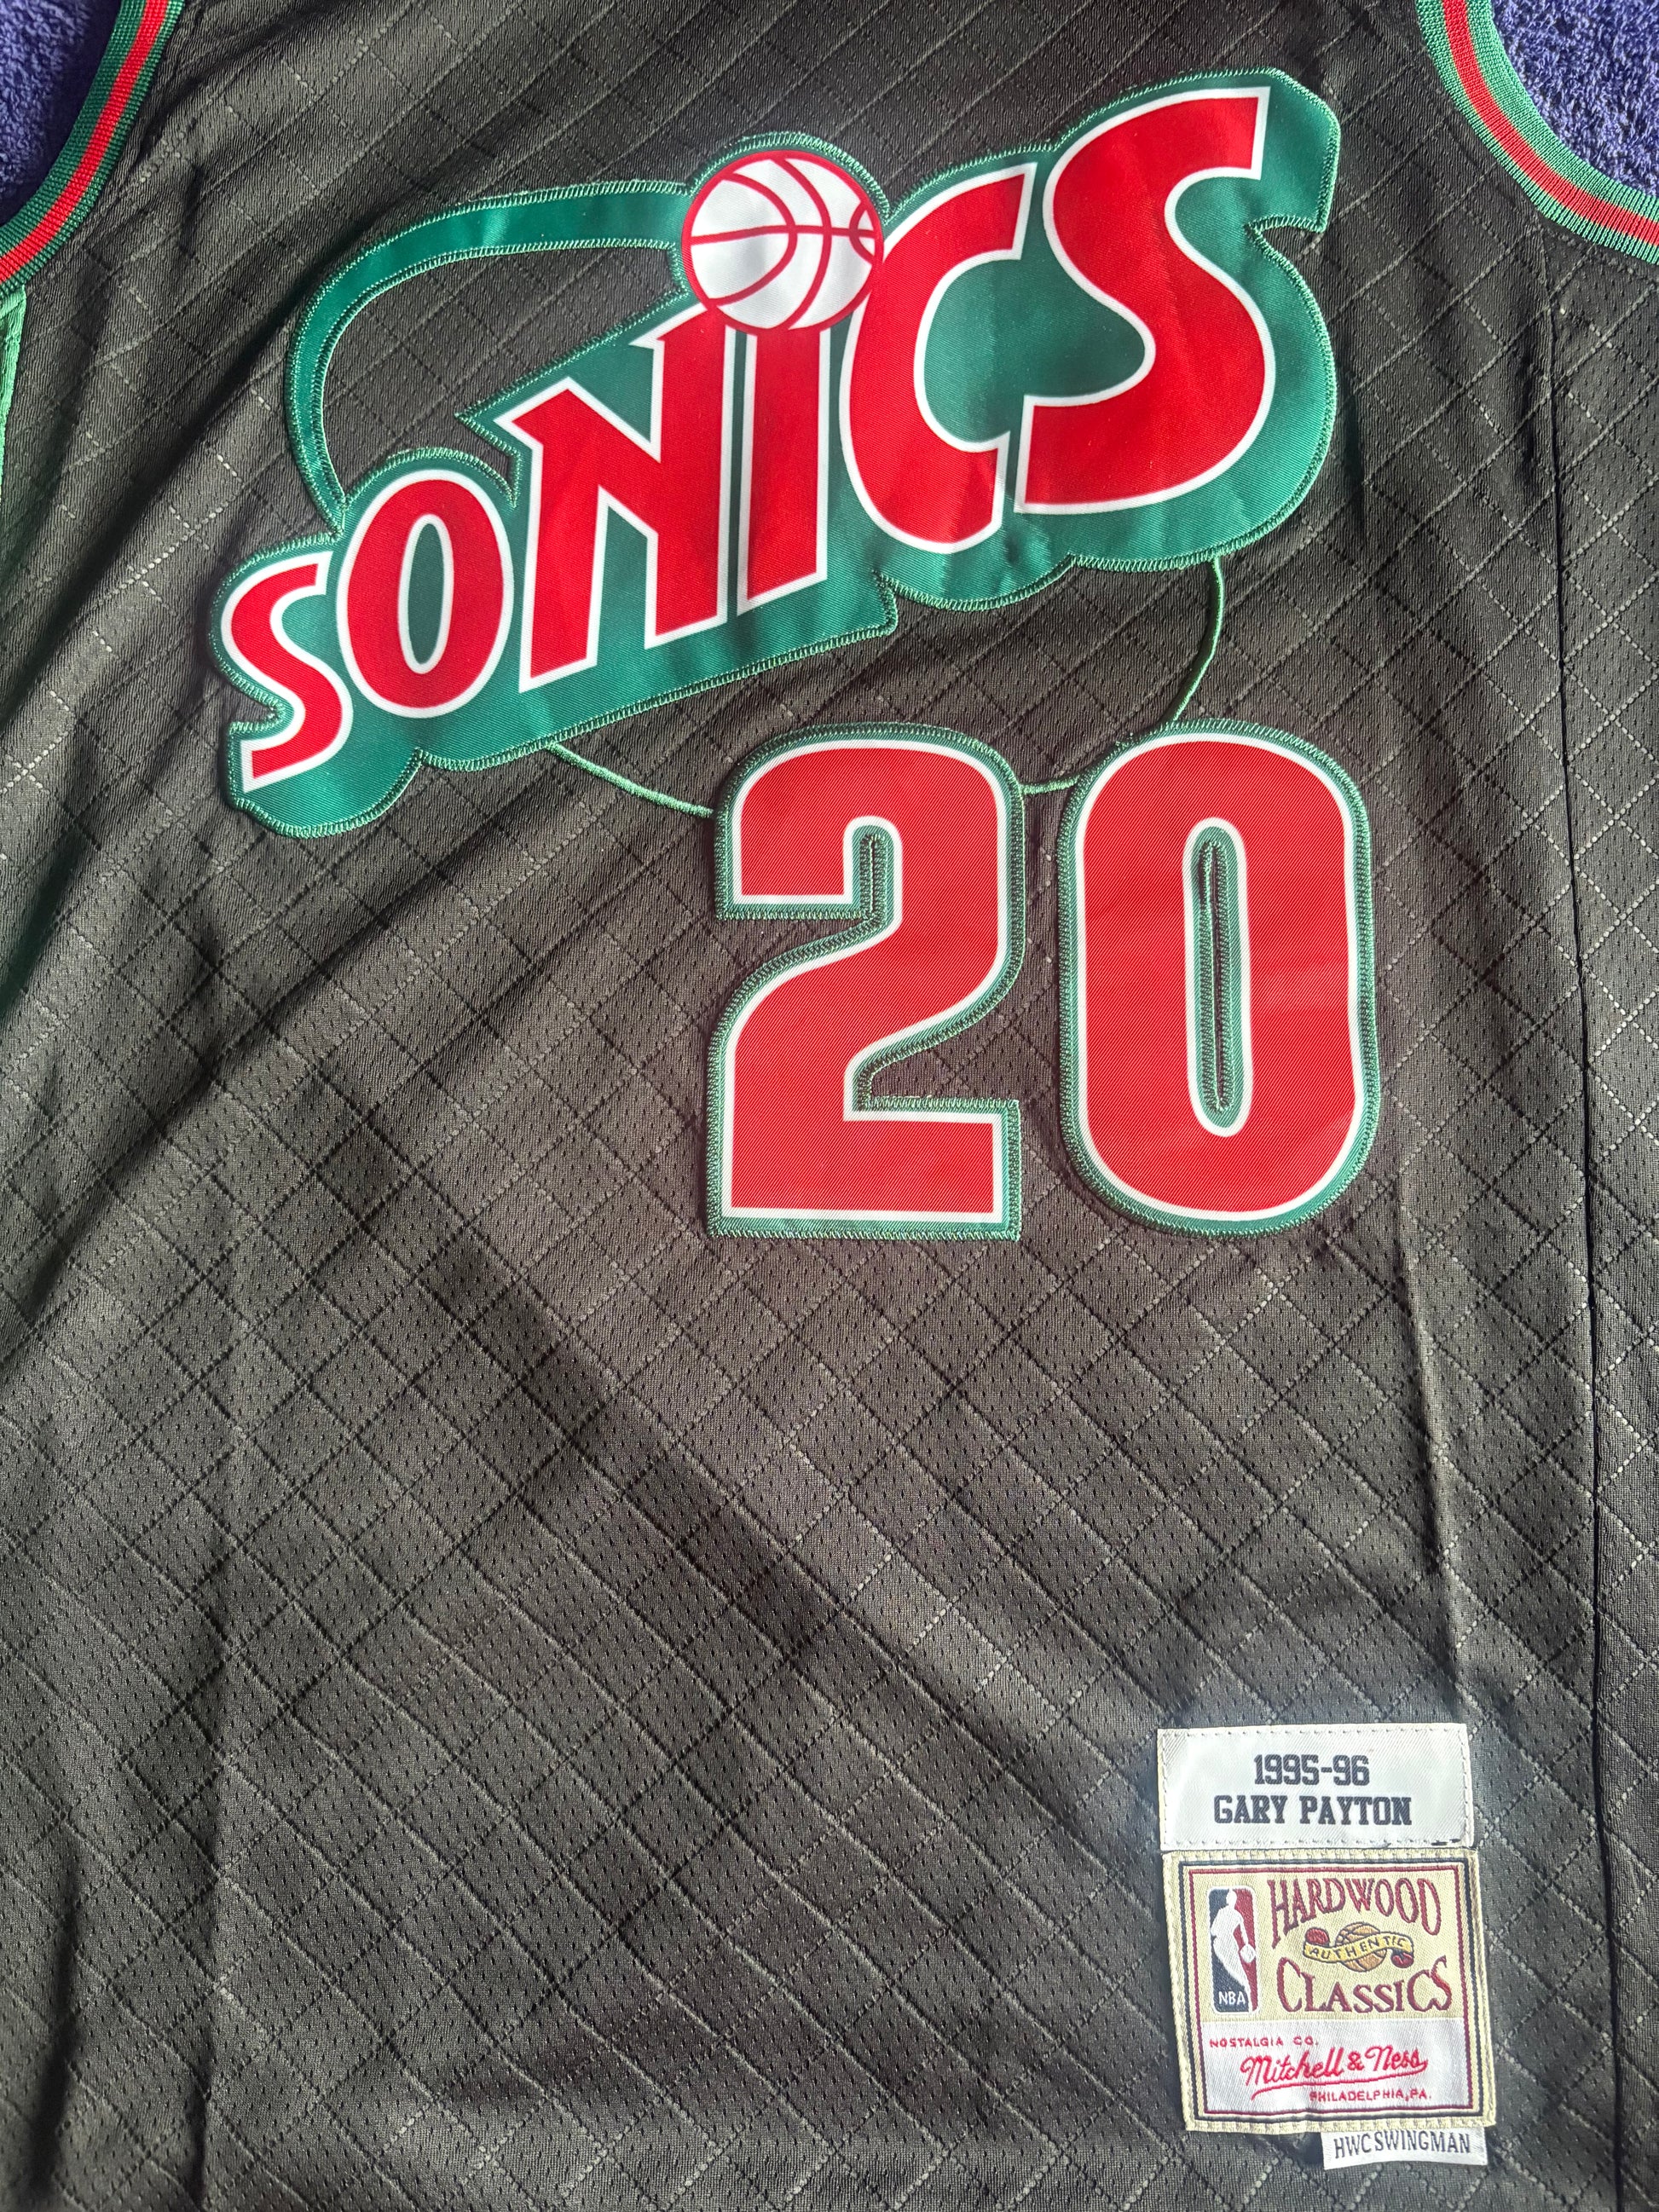 SONICS
20
1995-96
GARY PAYTON
HARDWOOD
AUTHENTIC
CLASSICS
NBA
NOSTALGIA CO.
Mitchell & Ness
PHILADELPHIA, PA.
HWC SWINGMAN